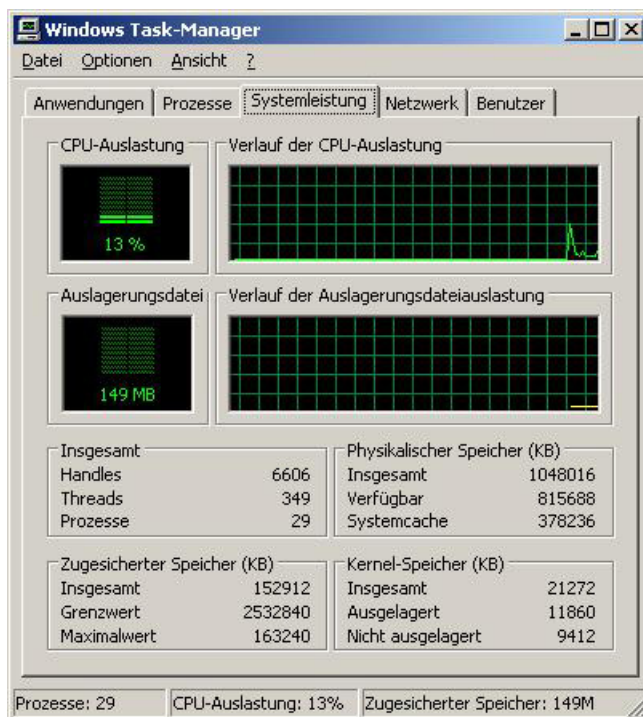 Windows Task-Manager
Datei Optionen Ansicht ?
Anwendungen Prozesse Systemleistung Netzwerk Benutzer
CPU-Auslastung Verlauf der CPU-Auslastung
13 %
Auslagerungsdatei Verlauf der Auslagerungsdateiauslastung
149 MB
Insgesamt
Handles 6606
Threads 349
Prozesse 29
Physikalischer Speicher (KB)
Insgesamt 1048016
Verfügbar 815688
Systemcache 378236
Zugesicherter Speicher (KB)
Insgesamt 152912
Grenzwert 2532840
Maximalwert 163240
Kernel-Speicher (KB)
Insgesamt 21272
Ausgelagert 11860
Nicht ausgelagert 9412
Prozesse: 29 CPU-Auslastung: 13% Zugesicherter Speicher: 149M